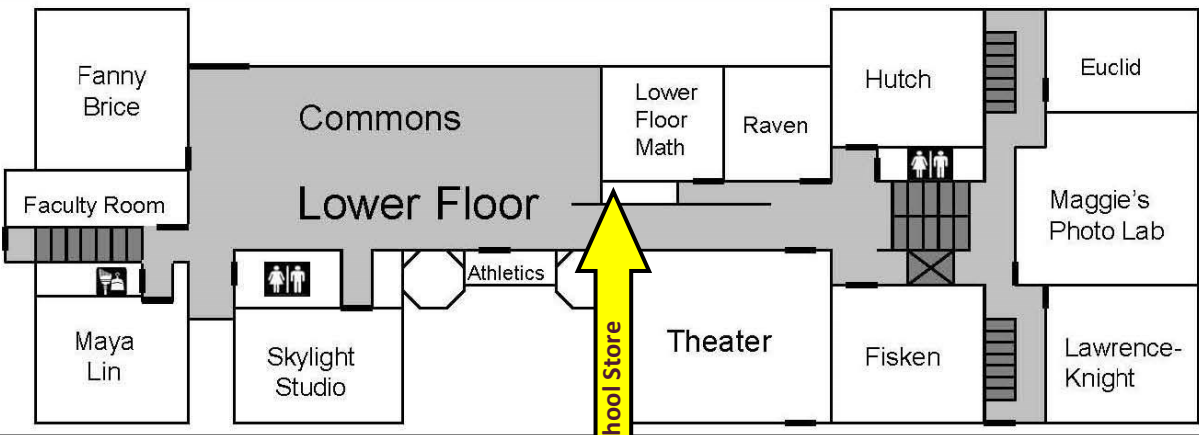 Fanny
Brice
Commons
Lower
Floor
Math
Raven
Hutch
Euclid
Faculty Room
Lower Floor
Maggie's
Photo Lab
Athletics
Maya
Lin
Skylight
Studio
hool Store
Theater
Fisken
Lawrence-
Knight